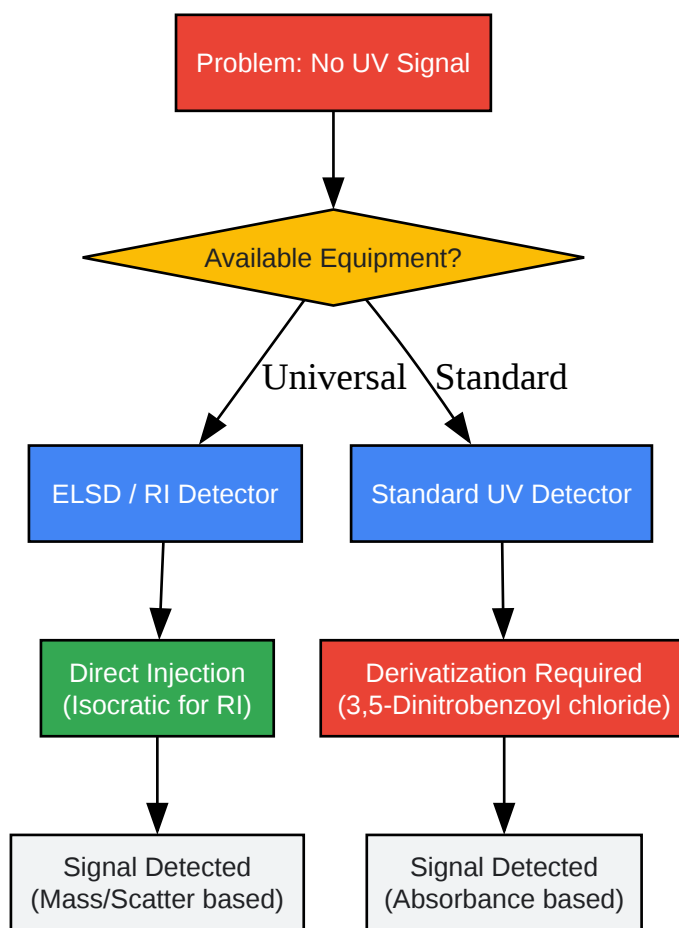 Problem: No UV Signal
Available Equipment?
Universal
Standard
ELSD / RI Detector
Standard UV Detector
Direct Injection
(Isocratic for RI)
Derivatization Required
(3,5-Dinitrobenzoyl chloride)
Signal Detected
(Mass/Scatter based)
Signal Detected
(Absorbance based)